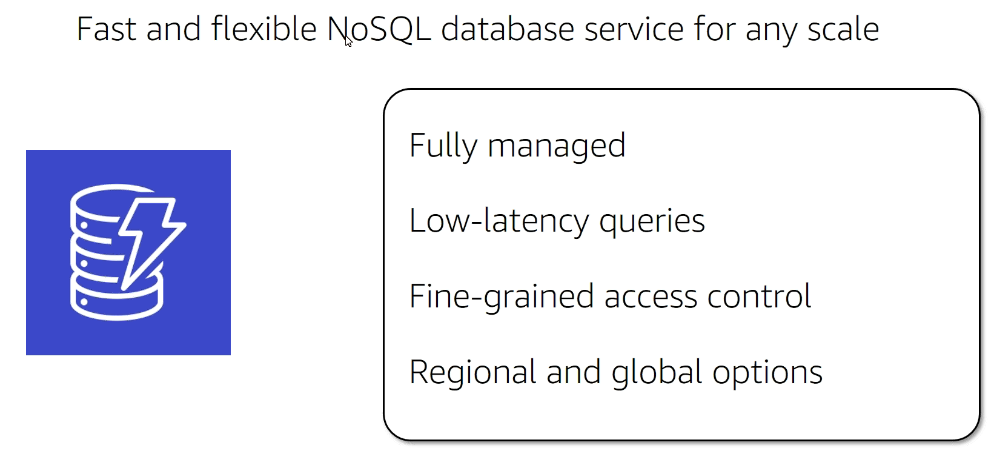 Fast and flexible NoSQL database service for any scale
Fully managed
Low-latency queries
Fine-grained access control
Regional and global options